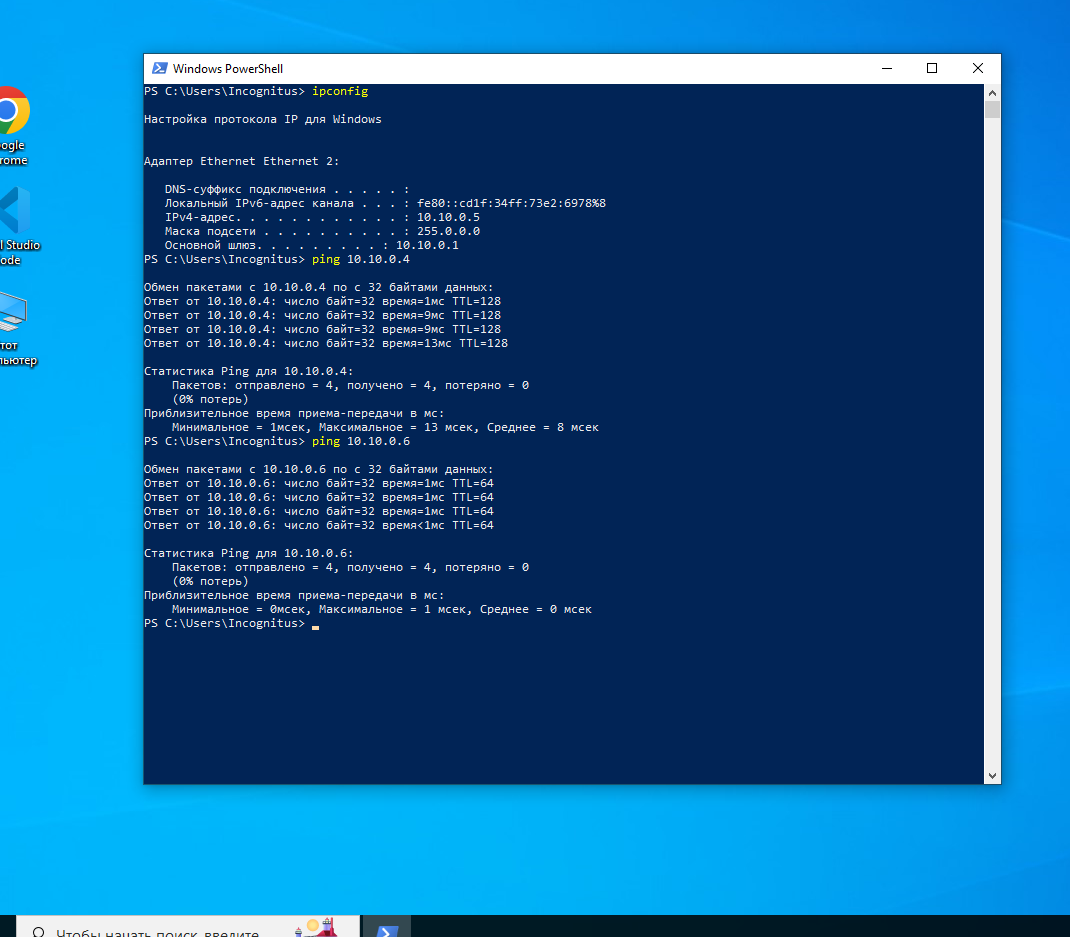 Windows PowerShell
PS C:\Users\Incognitus> ipconfig
Настройка протокола IP для Windows
Адаптер Ethernet Ethernet 2:
DNS-суффикс подключения . . . . . :
Локальный IPv6-адрес канала . . . : fe80::cd1f:34ff:73e2:6978%8
IPv4-адрес. . . . . . . . . . . . : 10.10.0.5
Маска подсети . . . . . . . . . . : 255.0.0.0
Основной шлюз. . . . . . . . . : 10.10.0.1
PS C:\Users\Incognitus> ping 10.10.0.4
Обмен пакетами с 10.10.0.4 по с 32 байтами данных:
Ответ от 10.10.0.4: число байт=32 время=1мс TTL=128
Ответ от 10.10.0.4: число байт=32 время=9мс TTL=128
Ответ от 10.10.0.4: число байт=32 время=9мс TTL=128
Ответ от 10.10.0.4: число байт=32 время=13мс TTL=128
Статистика Ping для 10.10.0.4:
Пакетов: отправлено = 4, получено = 4, потеряно = 0
(0% потерь)
Приблизительное время приема-передачи в мс:
Минимальное = 1мсек, Максимальное = 13 мсек, Среднее = 8 мсек
PS C:\Users\Incognitus> ping 10.10.0.6
Обмен пакетами с 10.10.0.6 по с 32 байтами данных:
Ответ от 10.10.0.6: число байт=32 время=1мс TTL=64
Ответ от 10.10.0.6: число байт=32 время=1мс TTL=64
Ответ от 10.10.0.6: число байт=32 время=1мс TTL=64
Ответ от 10.10.0.6: число байт=32 время<1мс TTL=64
Статистика Ping для 10.10.0.6:
Пакетов: отправлено = 4, получено = 4, потеряно = 0
(0% потерь)
Приблизительное время приема-передачи в мс:
Минимальное = 0мсек, Максимальное = 1 мсек, Среднее = 0 мсек
PS C:\Users\Incognitus>
ogle
rome
l Studio
ode
тот
пьютер
Чтобы начать поиск, введите